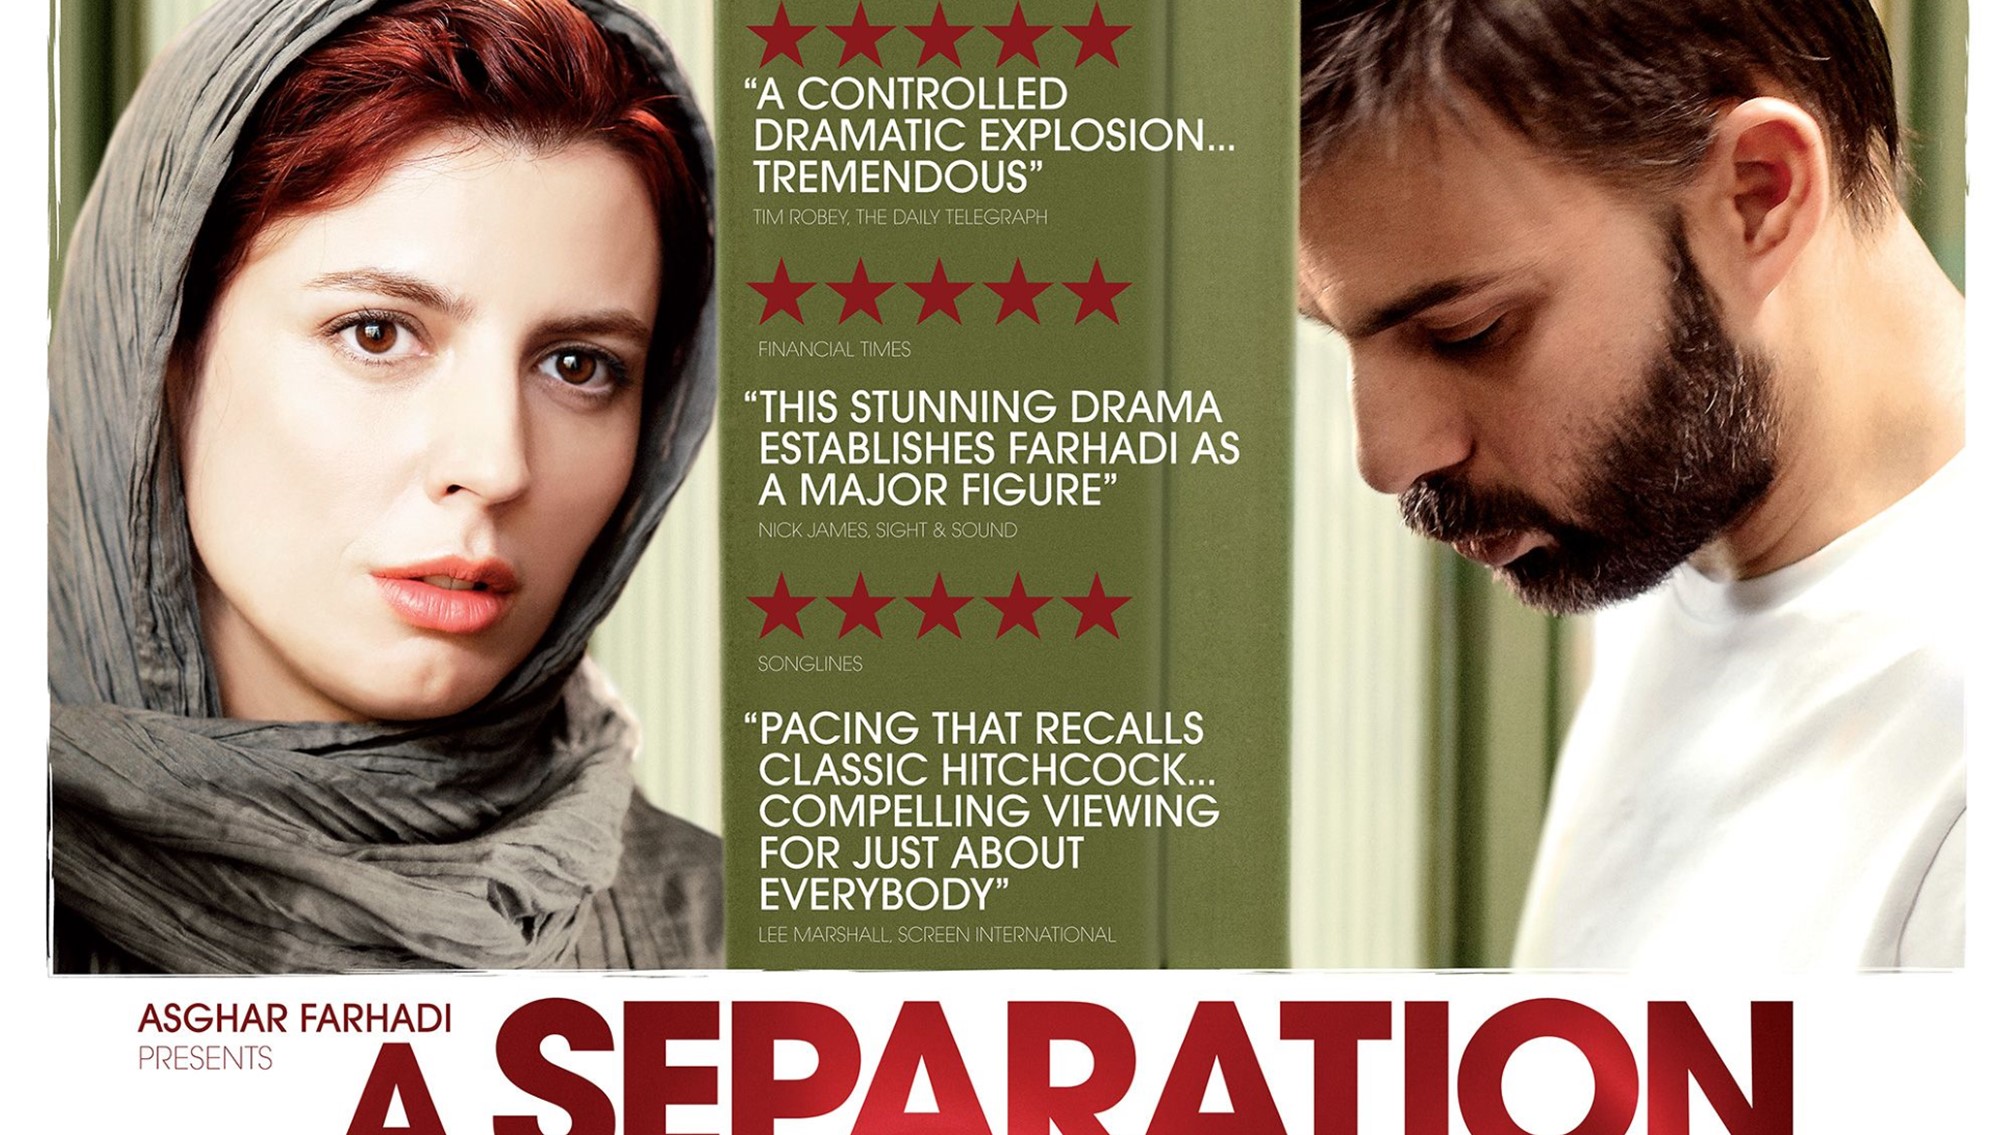 “A CONTROLLED
DRAMATIC EXPLOSION...
TREMENDOUS”
TIM ROBEY, THE DAILY TELEGRAPH
FINANCIAL TIMES
“THIS STUNNING DRAMA
ESTABLISHES FARHADI AS
A MAJOR FIGURE”
NICK JAMES, SIGHT & SOUND
SONGLINES
“PACING THAT RECALLS
CLASSIC HITCHCOCK...
COMPELLING VIEWING
FOR JUST ABOUT
EVERYBODY”
LEE MARSHALL, SCREEN INTERNATIONAL
ASGHAR FARHADI
PRESENTS
A SEPARATION